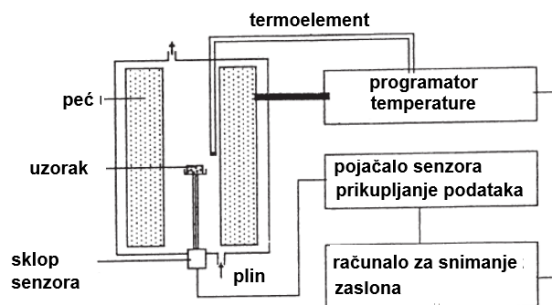 termoelement
peć
programator
temperature
uzorak
pojačalo senzora
prikupljanje podataka
sklop
senzora
plin
računalo za snimanje
zaslona